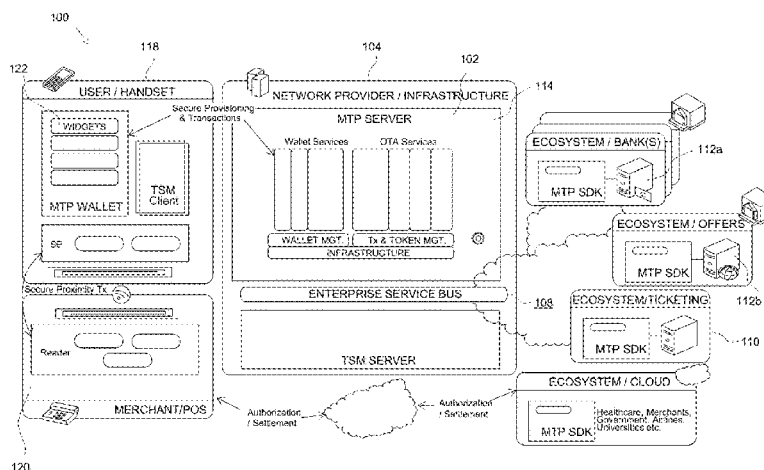 100
118
122
USER / HANDSET
WIDGETS
MTP WALLET
TSM
Client
SE
Secure Proximity Tx
Reader
MERCHANT/POS
120
Secure Provisioning
& Transactions
104
102
114
NETWORK PROVIDER / INFRASTRUCTURE
MTP SERVER
Wallet Services
OTA Services
WALLET MGT.
Tx & TOKEN MGT.
INFRASTRUCTURE
ENTERPRISE SERVICE BUS
108
TSM SERVER
ECOSYSTEM / BANK(S)
MTP SDK
112a
ECOSYSTEM / OFFERS
MTP SDK
112b
ECOSYSTEM/TICKETING
MTP SDK
110
ECOSYSTEM / CLOUD
MTP SDK
Healthcare, Merchants,
Government, Airlines,
Universities etc.
Authorization
/ Settlement
Authorization
/ Settlement